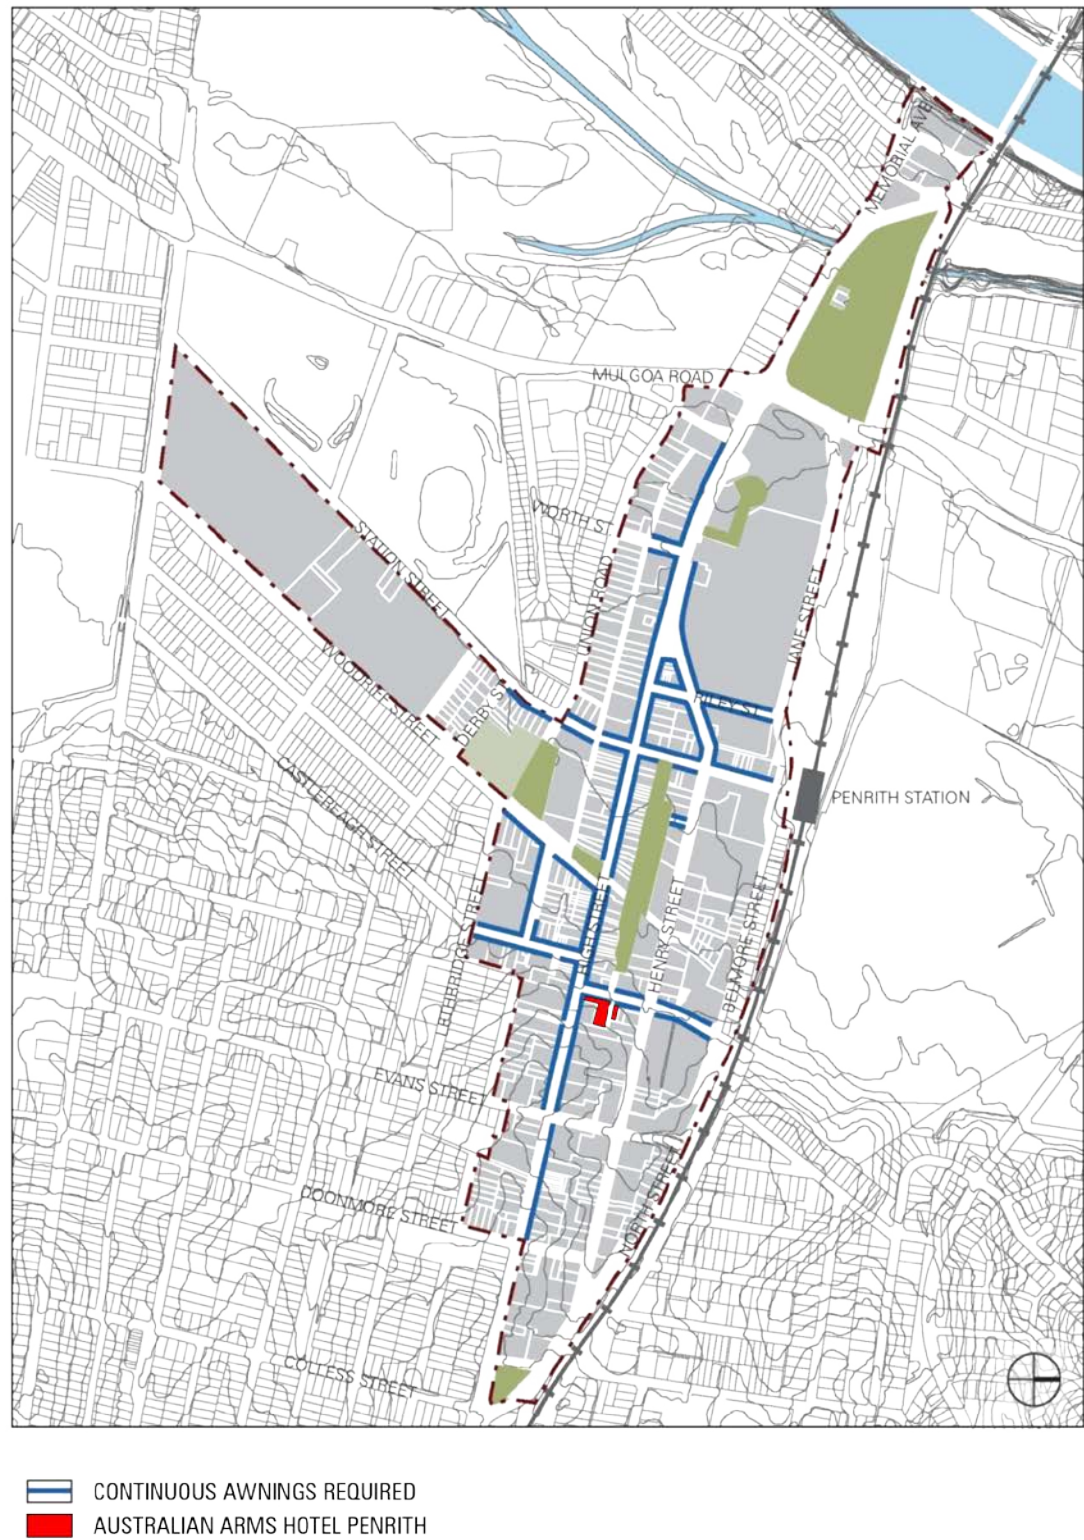 MEMORIAL AVE
MULGOA ROAD
WORTH ST
STATION STREET
UNION ROAD
JANE STREET
WOODRIFF STREET
DERBY ST
RILEY ST
CASTLEREAGH STREET
PENRITH STATION
LETHBRIDGE STREET
HIGH STREET
HENRY STREET
BELMORE STREET
EVANS STREET
DOONMORE STREET
NORTH STREET
COLLESS STREET
CONTINUOUS AWNINGS REQUIRED
AUSTRALIAN ARMS HOTEL PENRITH